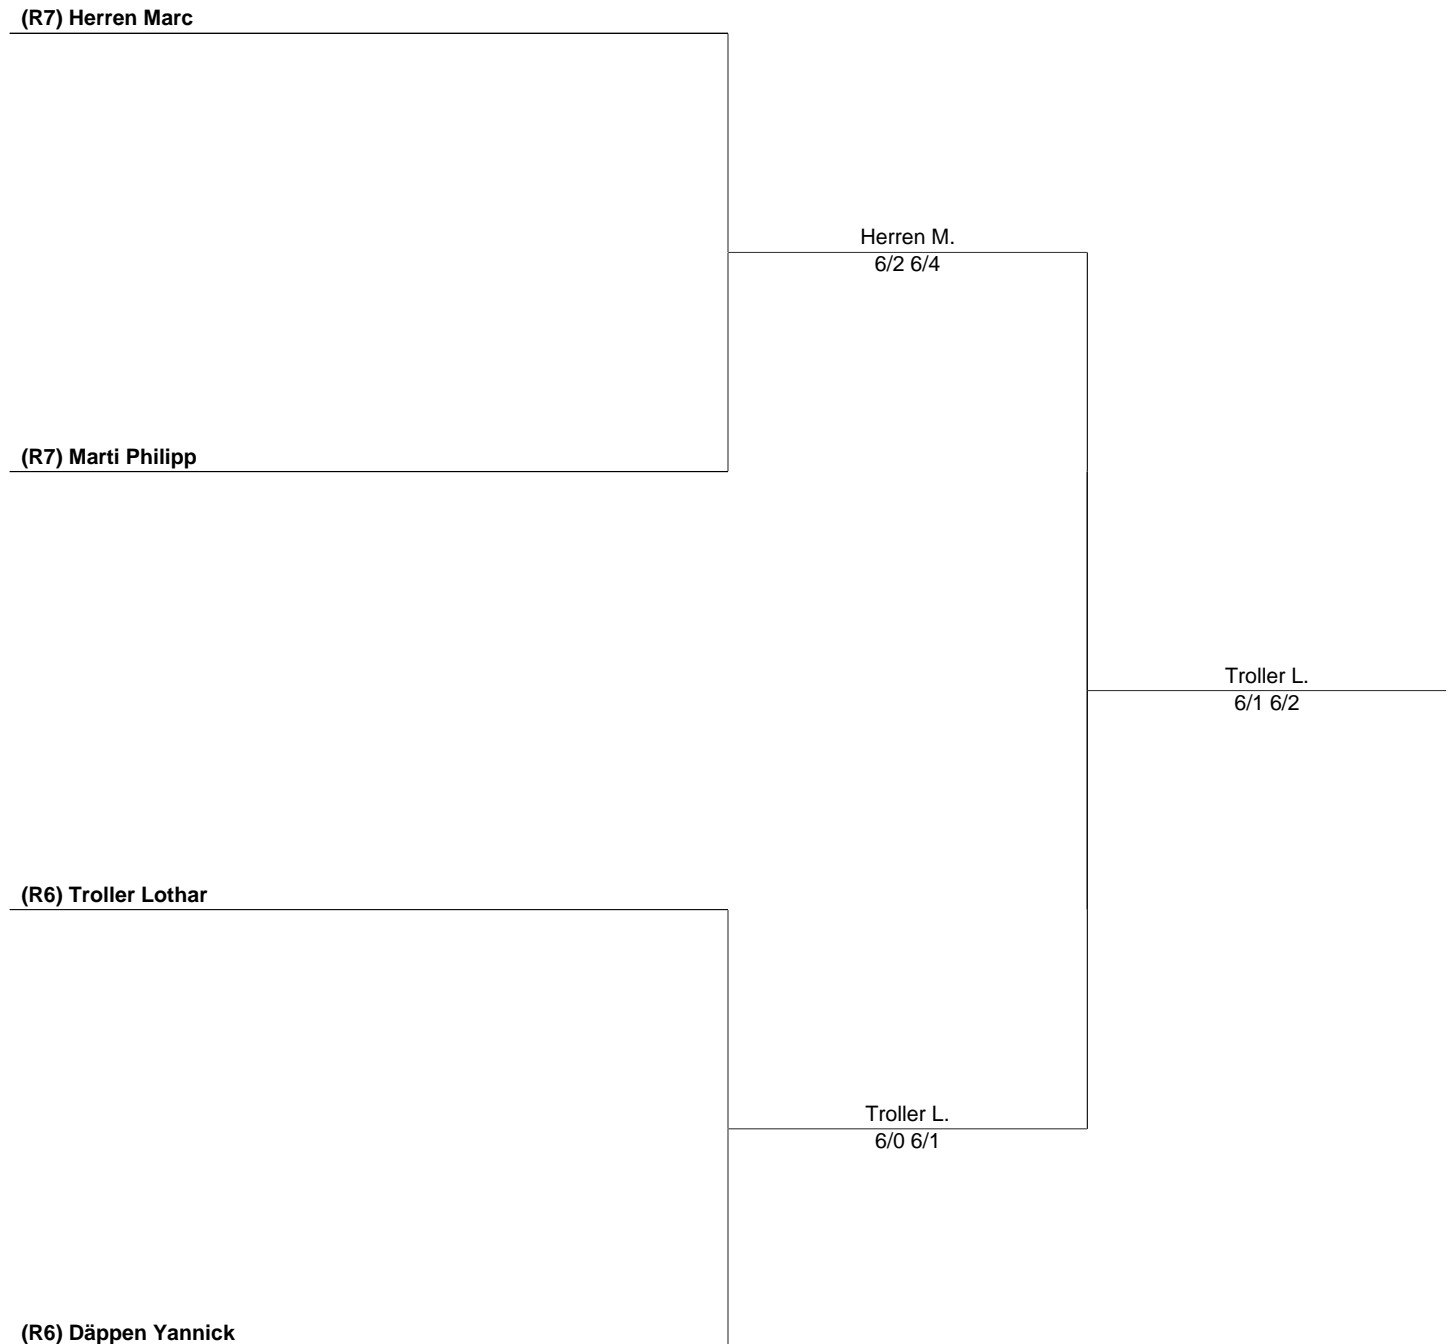 (R7) Herren Marc
Herren M.
6/2 6/4
(R7) Marti Philipp
Troller L.
6/1 6/2
(R6) Troller Lothar
Troller L.
6/0 6/1
(R6) Däppen Yannick